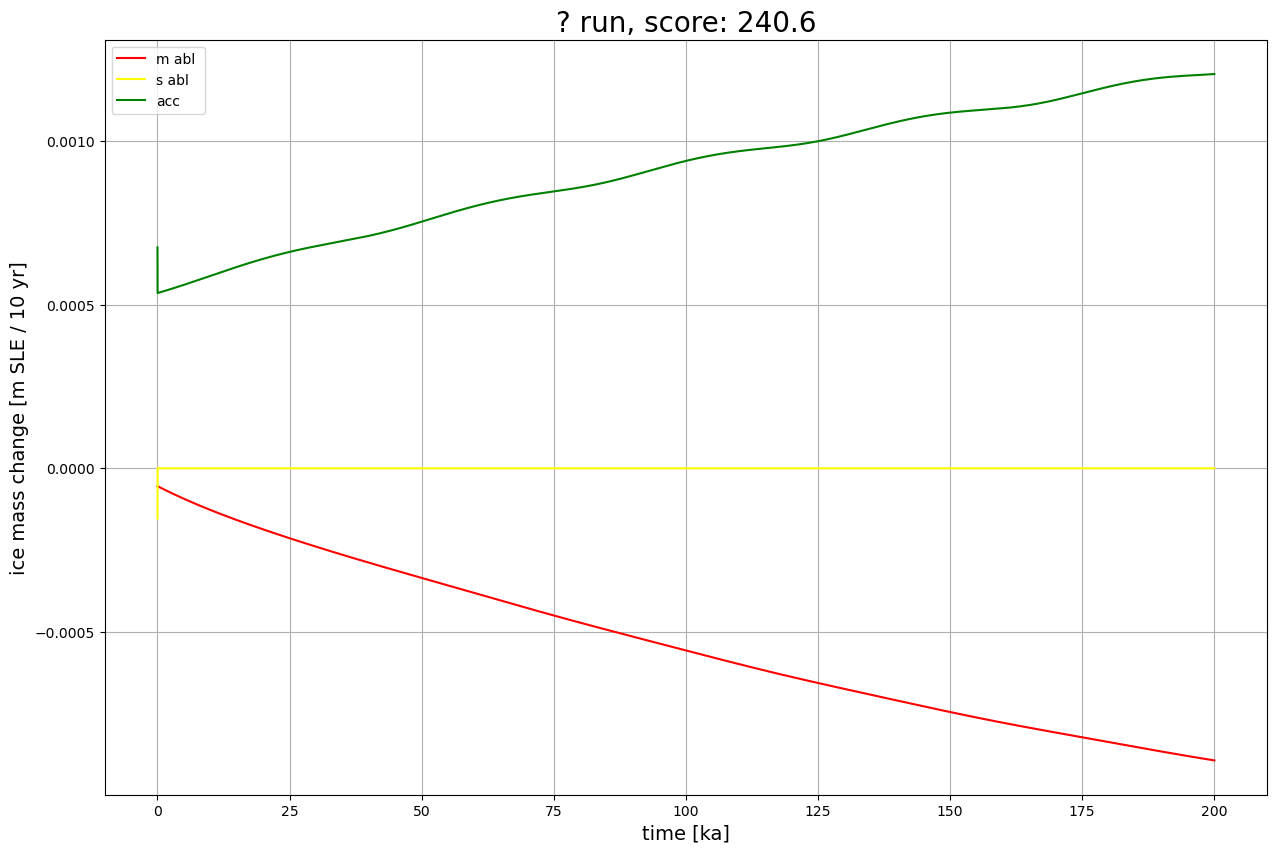 ? run, score: 240.6
m abl
s abl
acc
ice mass change [m SLE / 10 yr]
0.0010
0.0005
0.0000
−0.0005
0 25 50 75 100 125 150 175 200
time [ka]